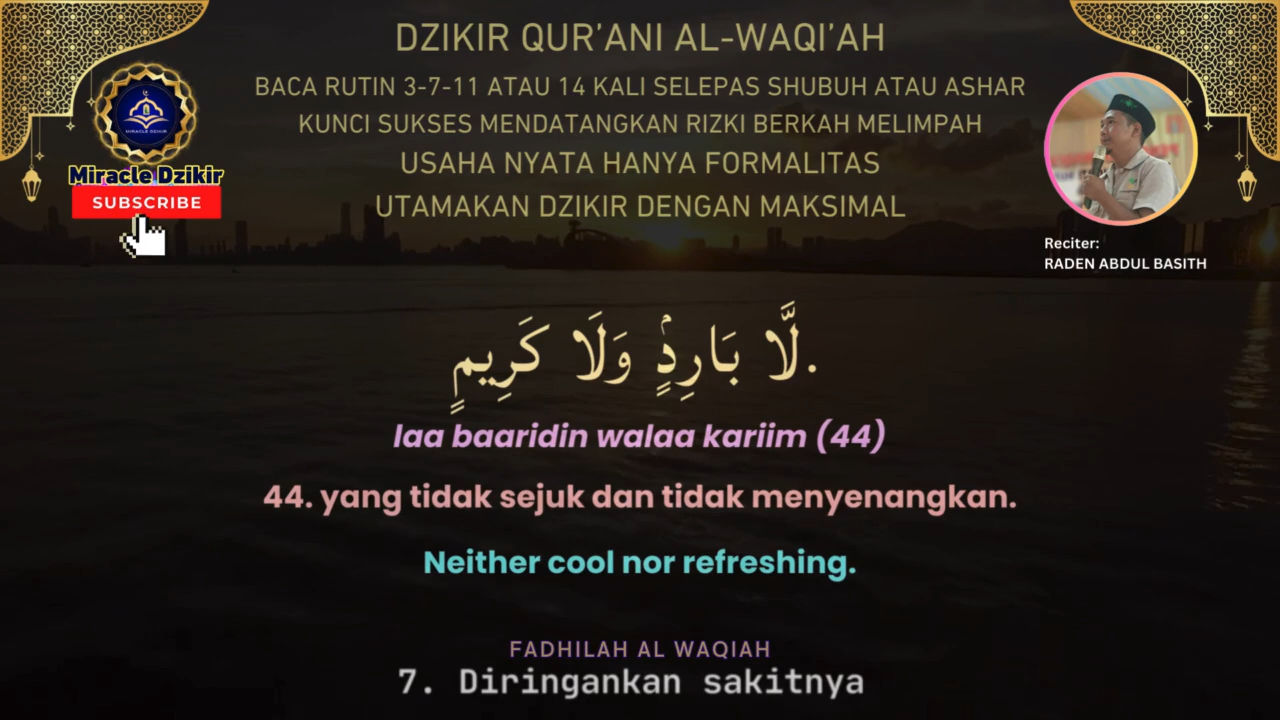 DZIKIR QUR'ANI AL-WAQI'AH
BACA RUTIN 3-7-11 ATAU 14 KALI SELEPAS SHUBUH ATAU ASHAR
KUNCI SUKSES MENDATANGKAN RIZKI BERKAH MELIMPAH
USAHA NYATA HANYA FORMALITAS
UTAMAKAN DZIKIR DENGAN MAKSIMAL
MIRACLE DZIKIR
Miracle Dzikir
SUBSCRIBE
Reciter:
RADEN ABDUL BASITH
لَّا بَارِدٍۢ وَلَا كَرِيمٍ.
laa baaridin walaa kariim (44)
44. yang tidak sejuk dan tidak menyenangkan.
Neither cool nor refreshing.
FADHILAH AL WAQIAH
7. Diringankan sakitnya